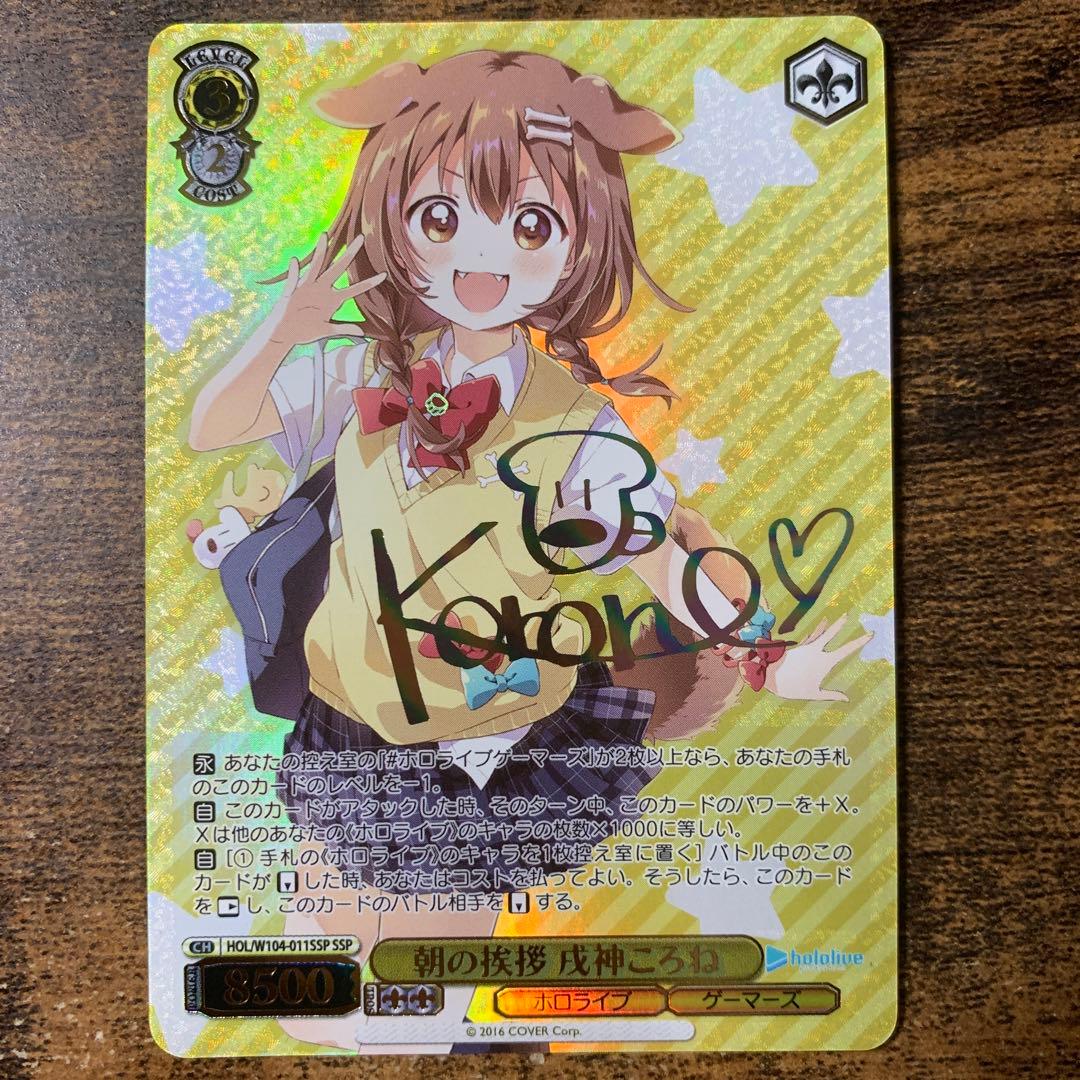 LEVEL
3
2
COST
Korone
永 あなたの控え室の「#ホロライブゲーマーズ」が2枚以上なら、あなたの手札
のこのカードのレベルを－1。
自 このカードがアタックした時、そのターン中、このカードのパワーを＋X。
Xは他のあなたの《ホロライブ》のキャラの枚数×1000に等しい。
自 [① 手札の《ホロライブ》のキャラを1枚控え室に置く] バトル中のこの
カードが した時、あなたはコストを払ってよい。そうしたら、このカード
を し、このカードのバトル相手を する。
CH HOL/W104-011SSP SSP
朝の挨拶 戌神ころね
hololive
8500
ホロライブ ゲーマーズ
© 2016 COVER Corp.